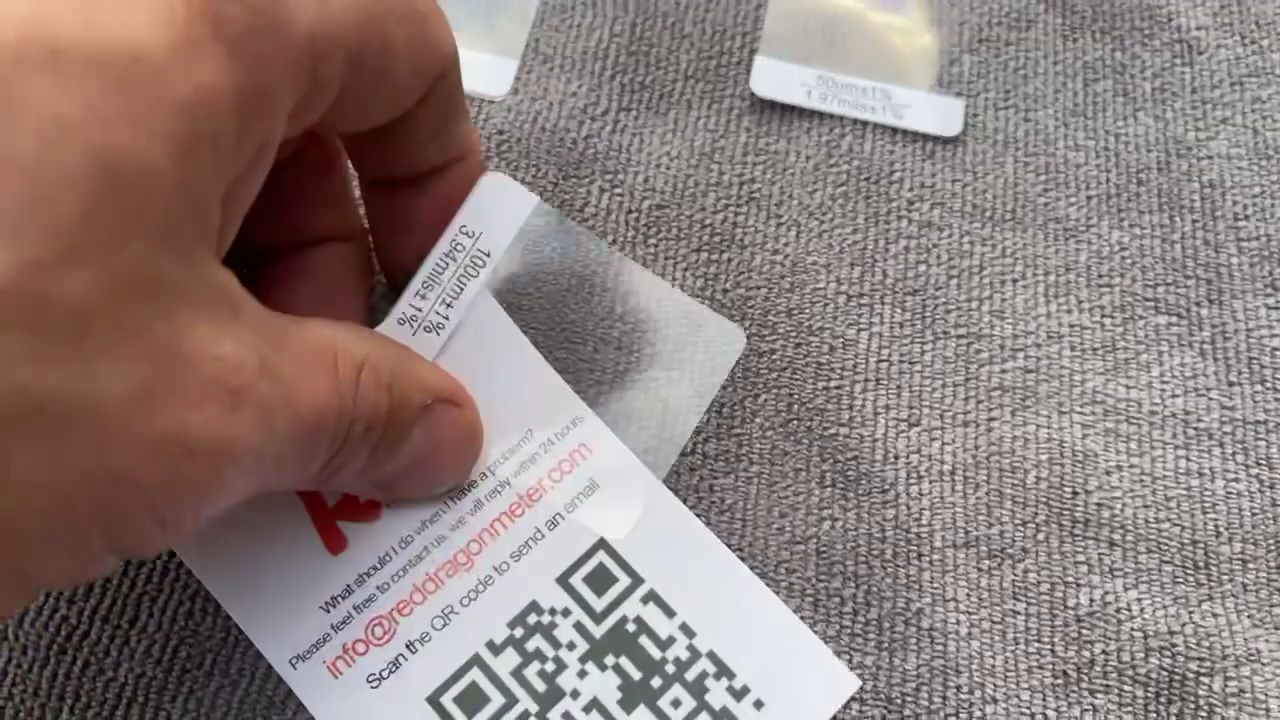 50um±1%
1.97mils±1%
100um±1%
3.94mils±1%
What should I do when I have a problem?
Please feel free to contact us, we will reply within 24 hours
info@reddragonmeter.com
Scan the QR code to send an email